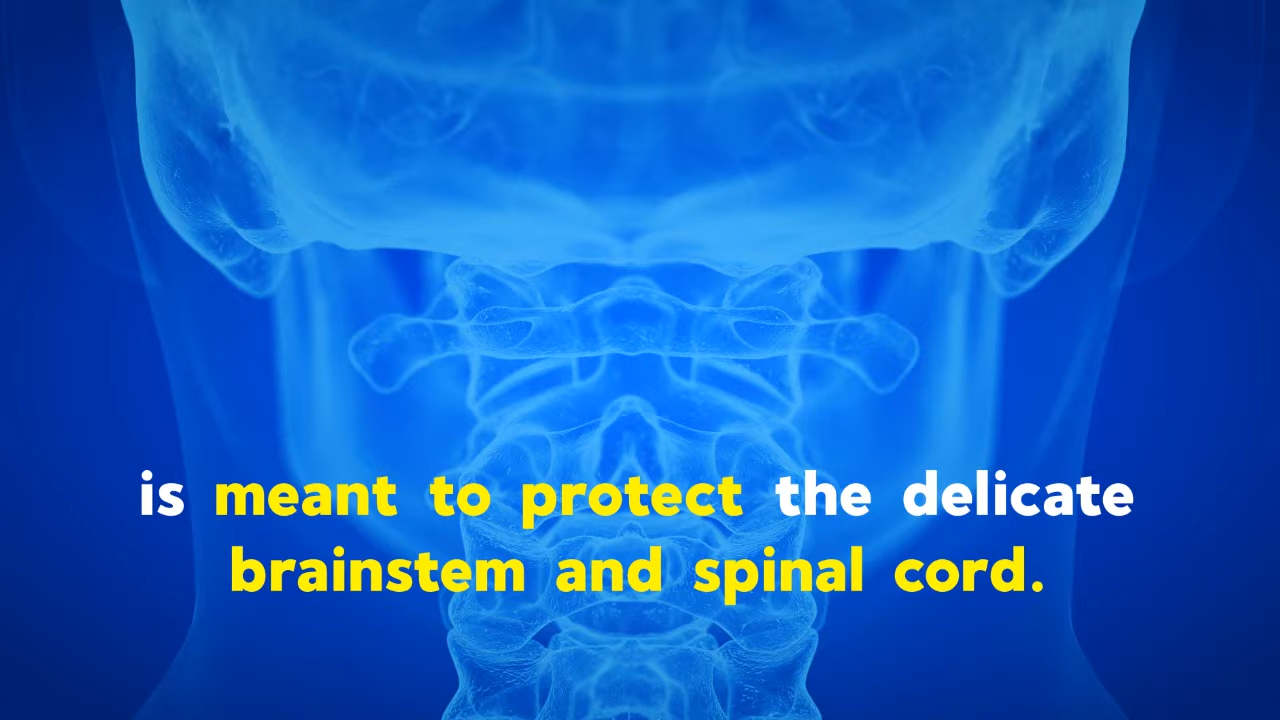 is meant to protect the delicate
brainstem and spinal cord.